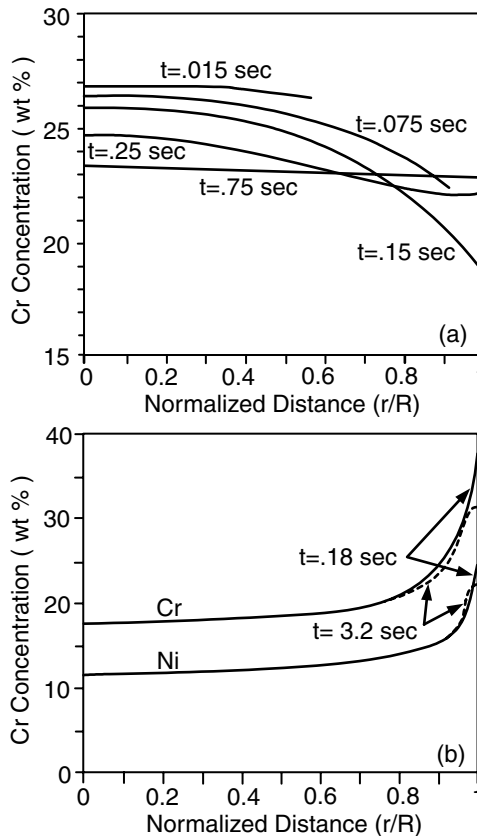 30
25
20
15
Cr Concentration ( wt % )
t=.015 sec
t=.075 sec
t=.25 sec
t=.75 sec
t=.15 sec
(a)
0 0.2 0.4 0.6 0.8 1
Normalized Distance (r/R)
40
30
20
10
0
Cr Concentration ( wt % )
t=.18 sec
Cr
t= 3.2 sec
Ni
(b)
0 0.2 0.4 0.6 0.8 1
Normalized Distance (r/R)